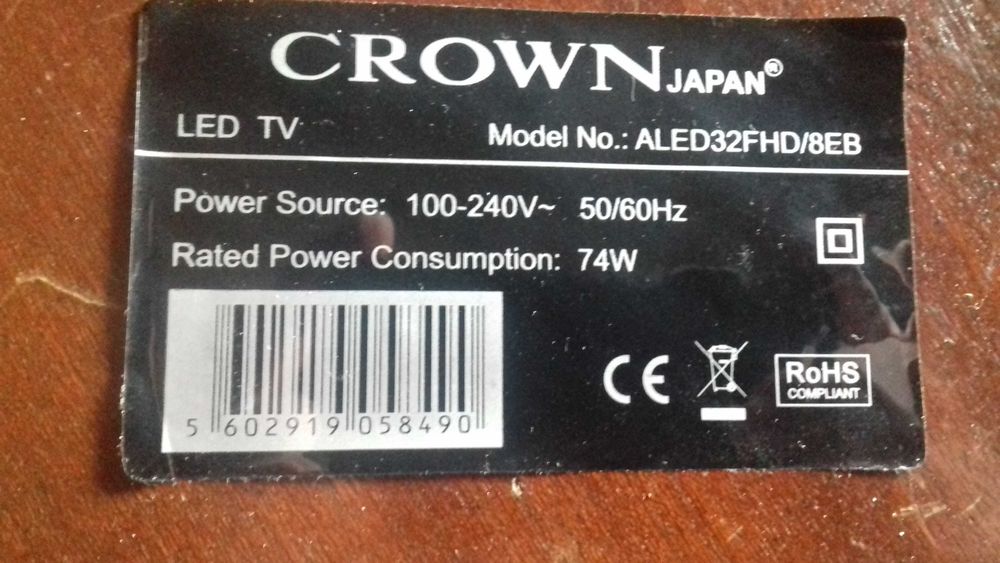 CROWN JAPAN®
LED TV Model No.: ALED32FHD/8EB
Power Source: 100-240V~ 50/60Hz
Rated Power Consumption: 74W
CE
RoHS
COMPLIANT
5 602919 058490